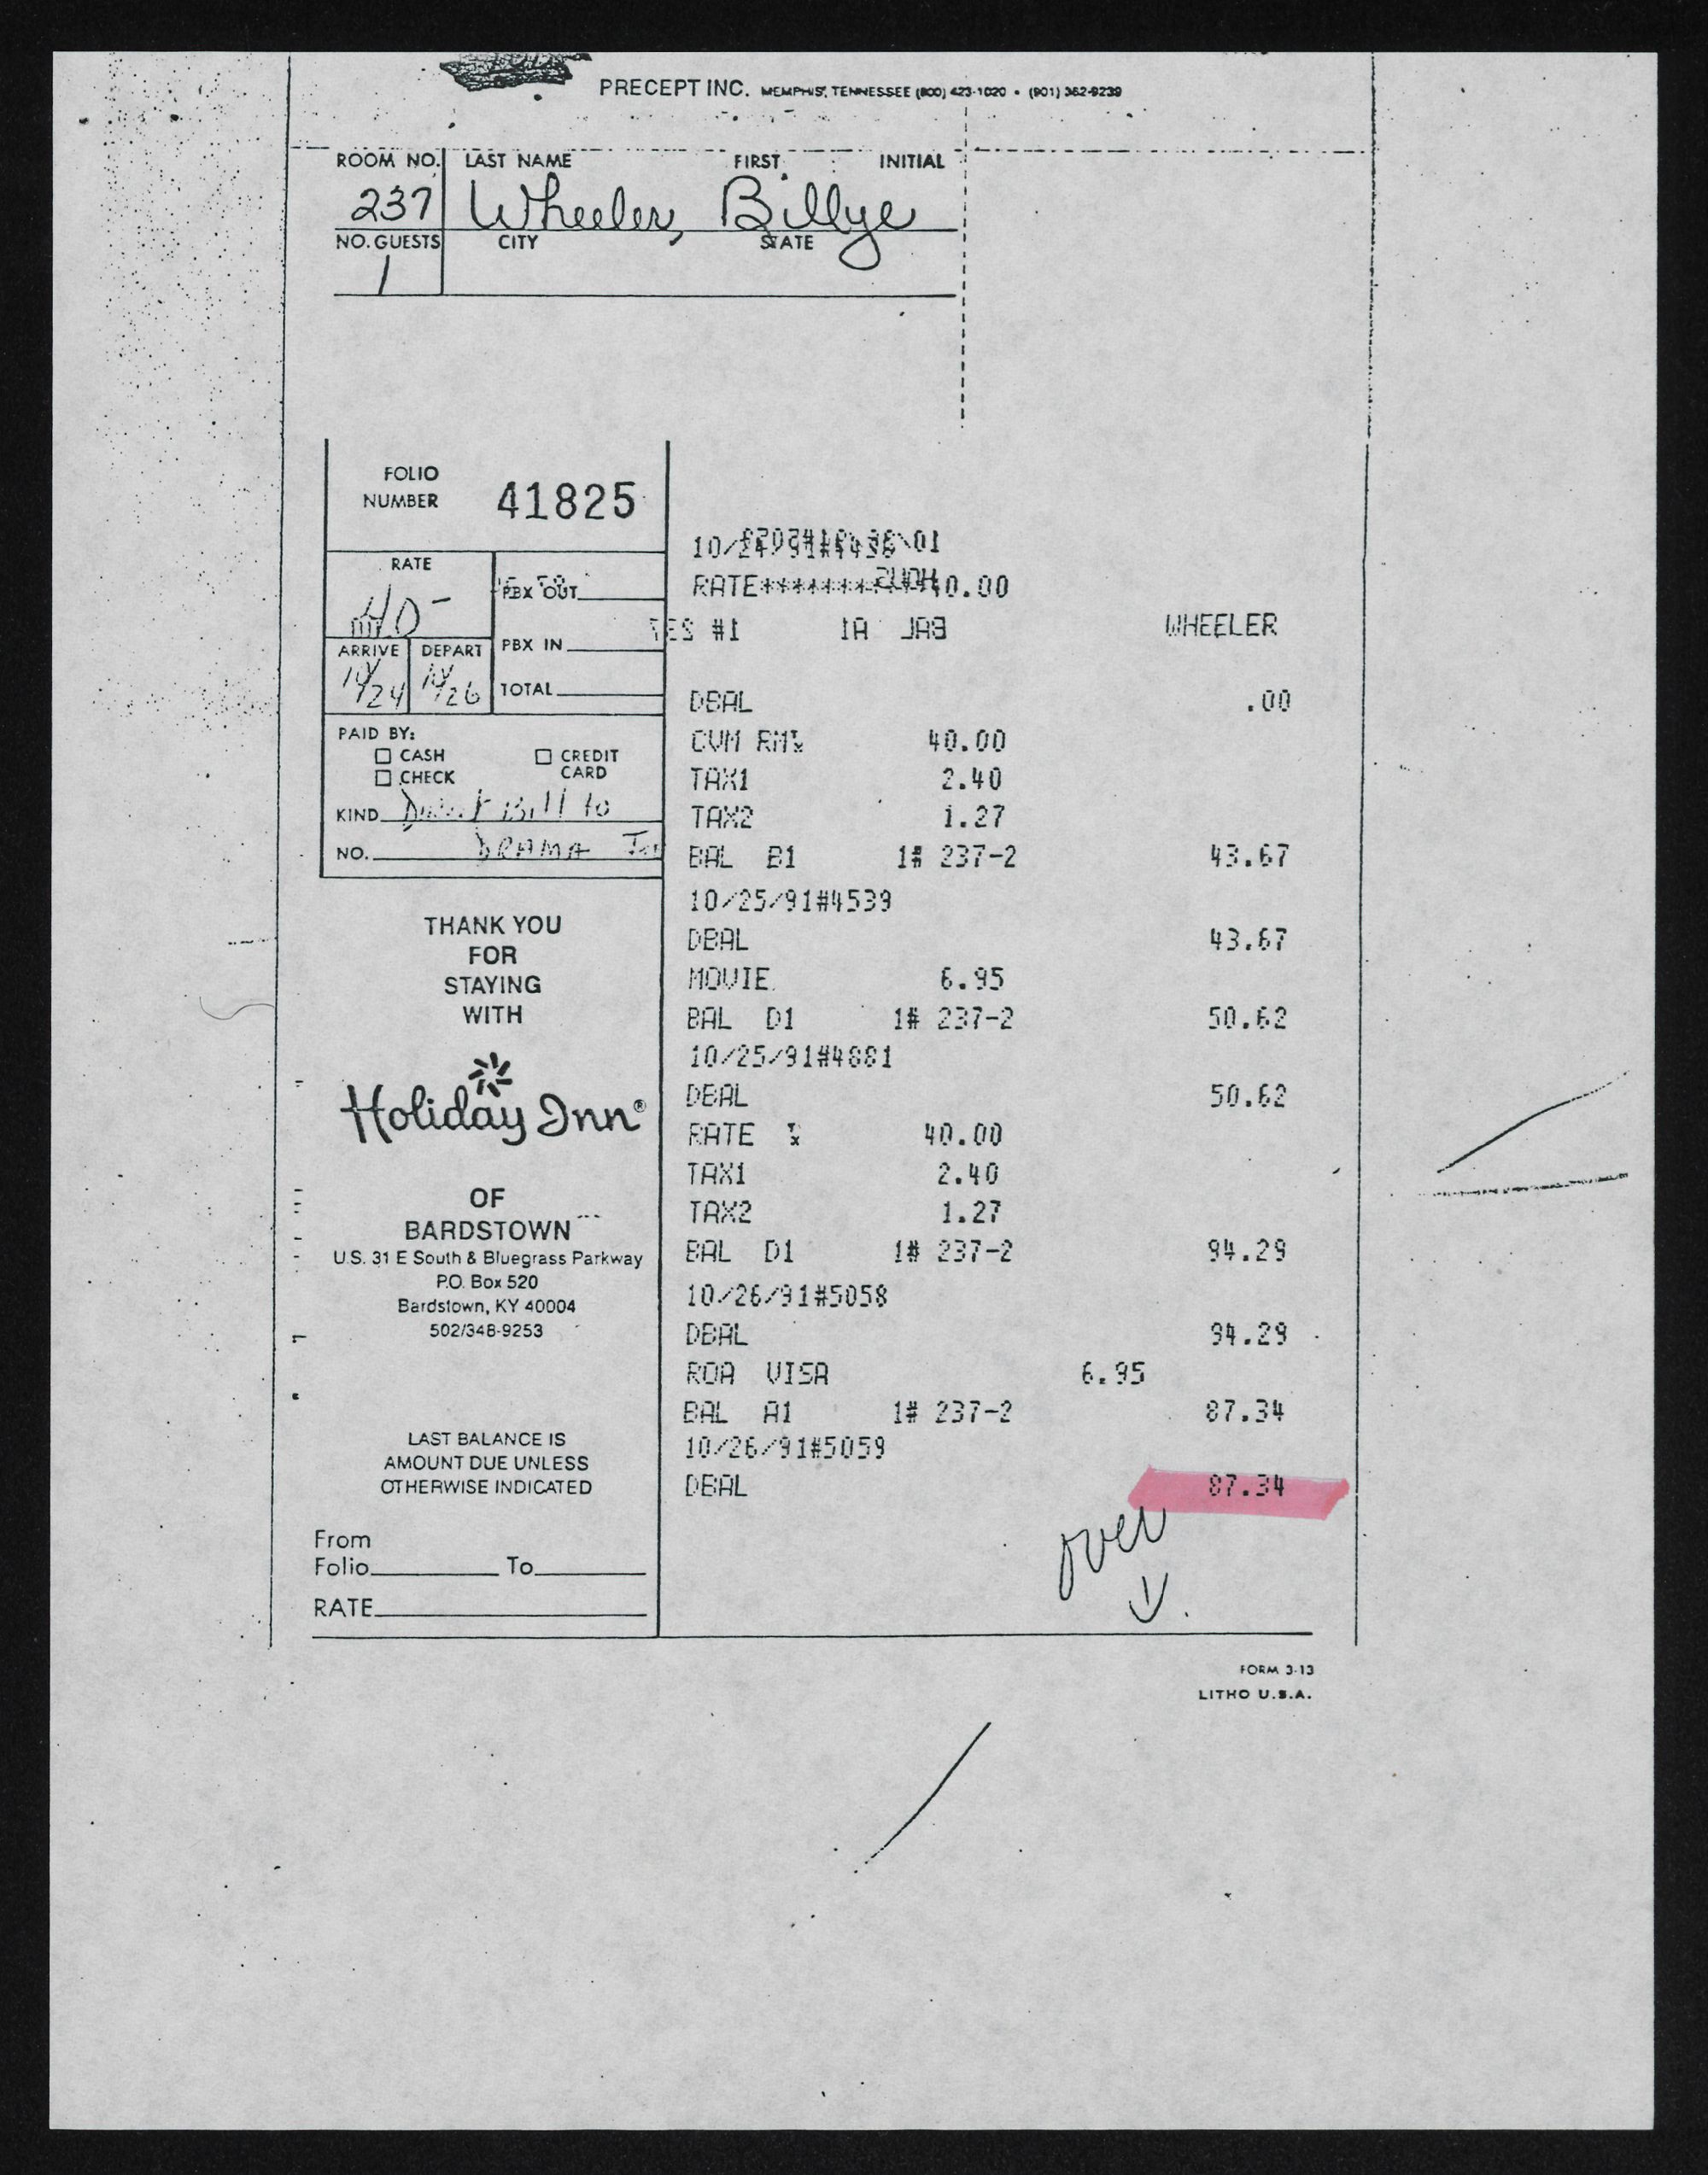 PRECEPT INC. MEMPHIS, TENNESSEE (800) 423-1020 • (901) 362-9239
ROOM NO. LAST NAME FIRST INITIAL
237 Wheeler, Billye
NO. GUESTS CITY STATE
1
FOLIO
NUMBER 41825
RATE
40-
PBX OUT
PBX IN
TOTAL
ARRIVE DEPART
10/24 10/26
PAID BY:
CASH CREDIT
CHECK CARD
KIND Direct Bill to
NO. DRAMA
THANK YOU
FOR
STAYING
WITH
Holiday Inn®
OF
BARDSTOWN
U.S. 31 E South & Bluegrass Parkway
P.O. Box 520
Bardstown, KY 40004
502/348-9253
LAST BALANCE IS
AMOUNT DUE UNLESS
OTHERWISE INDICATED
From
Folio To
RATE
RATE 40.00
WHEELER
DBAL .00
CVM RM 40.00
TAX1 2.40
TAX2 1.27
BAL B1 1# 237-2 43.67
10/25/91#4539
DBAL 43.67
MOVIE 6.95
BAL D1 1# 237-2 50.62
10/25/91#4881
DBAL 50.62
RATE 40.00
TAX1 2.40
TAX2 1.27
BAL D1 1# 237-2 94.29
10/26/91#5058
DBAL 94.29
ROA VISA 6.95
BAL A1 1# 237-2 87.34
10/26/91#5059
DBAL 87.34
over
FORM 3-13
LITHO U.S.A.